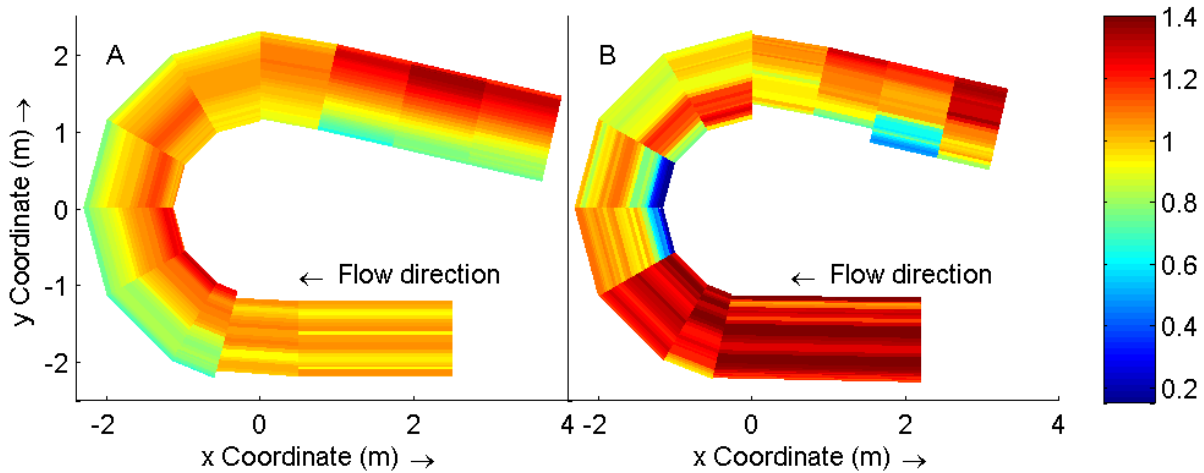 A
B
2
1
0
-1
-2
y Coordinate (m) →
← Flow direction
← Flow direction
-2 0 2 4
-2 0 2 4
x Coordinate (m) →
x Coordinate (m) →
1.4
1.2
1
0.8
0.6
0.4
0.2